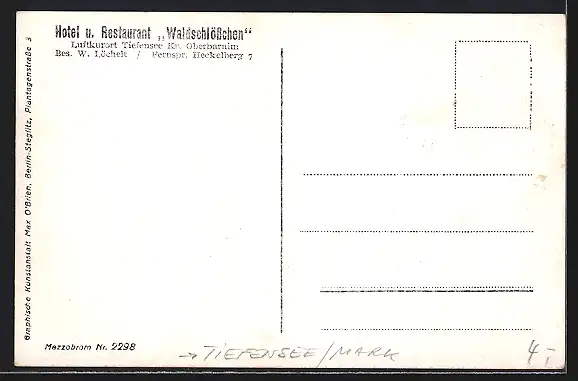 Hotel u. Restaurant „Waldschlößchen“
Luftkurort Tiefensee Kr. Oberbarnim
Bes. W. Löchelt / Fernspr. Heckelberg 7
Graphische Kunstanstalt Max O'Brien, Berlin-Steglitz, Plantagenstraße 3
Mezzobrom Nr. 2298
→ TIEFENSEE/MARK
4,-